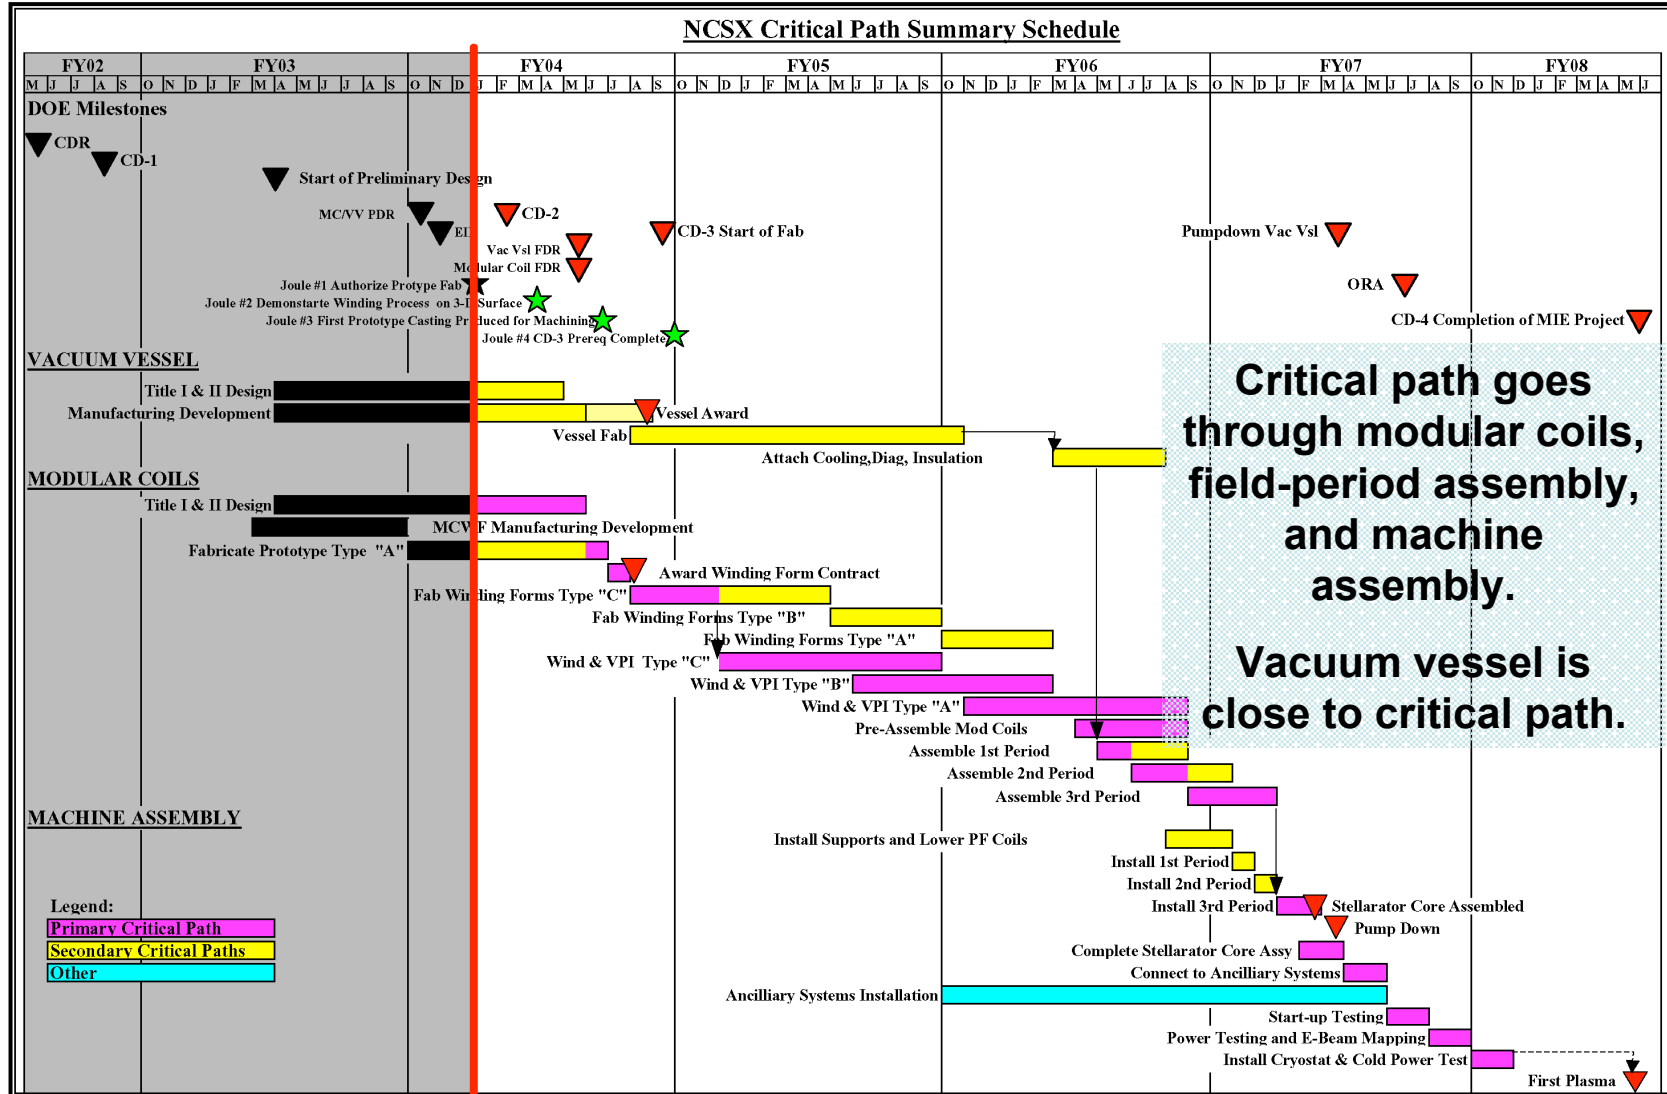 NCSX Critical Path Summary Schedule
FY02 FY03 FY04 FY05 FY06 FY07 FY08
M J J A S O N D J F M A M J J A S O N D J F M A M J J A S O N D J F M A M J J A S O N D J F M A M J J A S O N D J F M A M J J A S O N D J F M A M J
DOE Milestones
CDR
CD-1
Start of Preliminary Design
MC/VV PDR
CD-2
CD-3 Start of Fab
Pumpdown Vac Vsl
Vac Vsl FDR
Modular Coil FDR
Joule #1 Authorize Protype Fab
ORA
Joule #2 Demonstarte Winding Process on 3-D Surface
Joule #3 First Prototype Casting Produced for Machining
CD-4 Completion of MIE Project
Joule #4 CD-3 Prereq Complete
VACUUM VESSEL
Title I & II Design
Manufacturing Development
Vessel Award
Vessel Fab
Attach Cooling,Diag, Insulation
MODULAR COILS
Title I & II Design
MCWF Manufacturing Development
Fabricate Prototype Type "A"
Award Winding Form Contract
Fab Winding Forms Type "C"
Fab Winding Forms Type "B"
Fab Winding Forms Type "A"
Wind & VPI Type "C"
Wind & VPI Type "B"
Wind & VPI Type "A"
Pre-Assemble Mod Coils
Assemble 1st Period
Assemble 2nd Period
Assemble 3rd Period
Critical path goes
through modular coils,
field-period assembly,
and machine
assembly.
Vacuum vessel is
close to critical path.
MACHINE ASSEMBLY
Install Supports and Lower PF Coils
Install 1st Period
Install 2nd Period
Install 3rd Period
Stellarator Core Assembled
Pump Down
Complete Stellarator Core Assy
Connect to Ancilliary Systems
Ancilliary Systems Installation
Start-up Testing
Power Testing and E-Beam Mapping
Install Cryostat & Cold Power Test
First Plasma
Legend:
Primary Critical Path
Secondary Critical Paths
Other